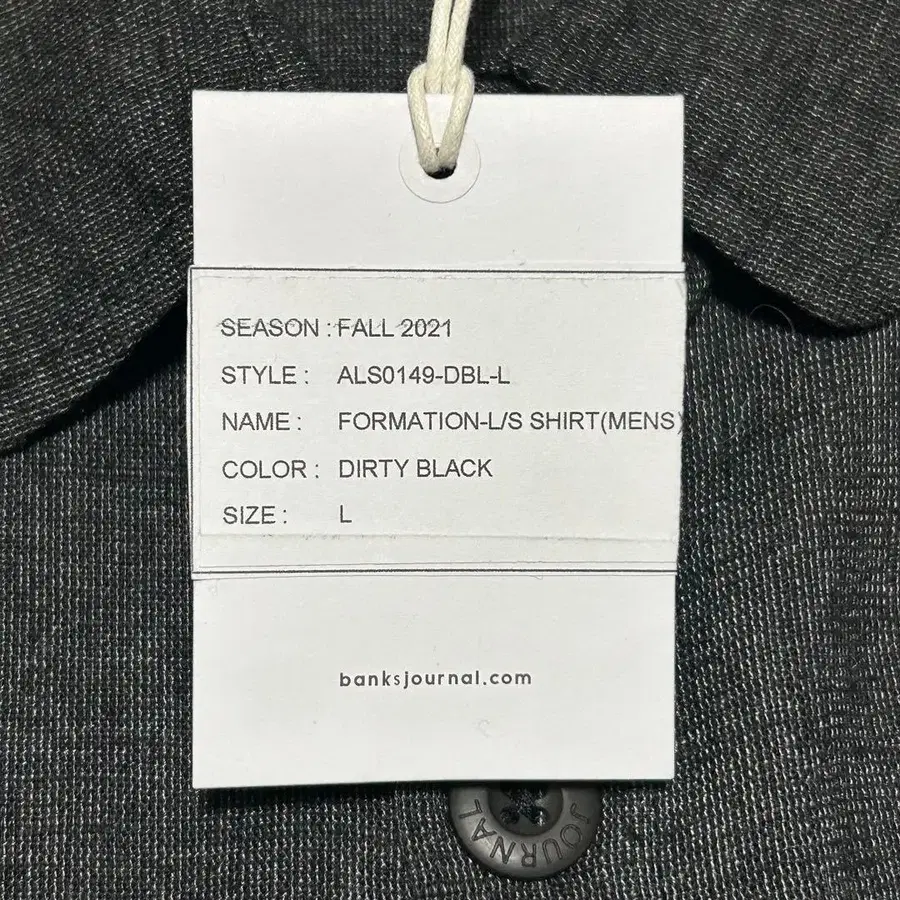 SEASON : FALL 2021
STYLE : ALS0149-DBL-L
NAME : FORMATION-L/S SHIRT(MENS)
COLOR : DIRTY BLACK
SIZE : L
banksjournal.com
JOURNAL